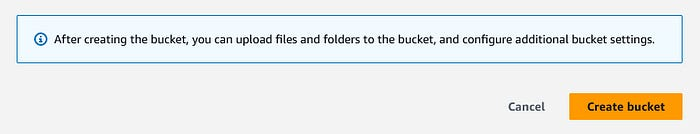 After creating the bucket, you can upload files and folders to the bucket, and configure additional bucket settings.
Cancel
Create bucket